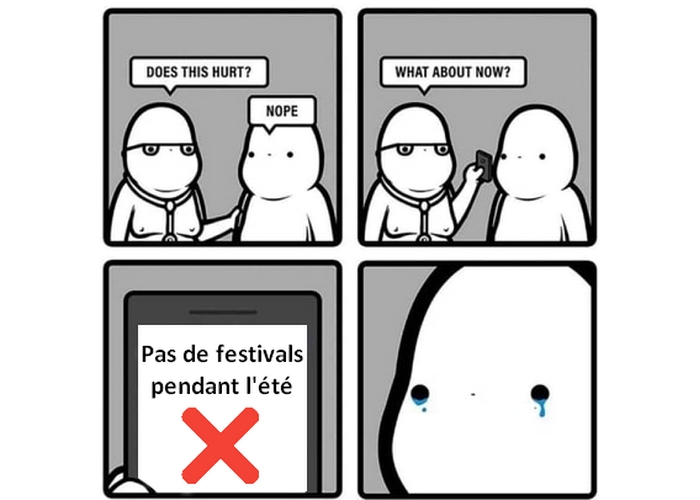 DOES THIS HURT?
NOPE
WHAT ABOUT NOW?
Pas de festivals
pendant l'été